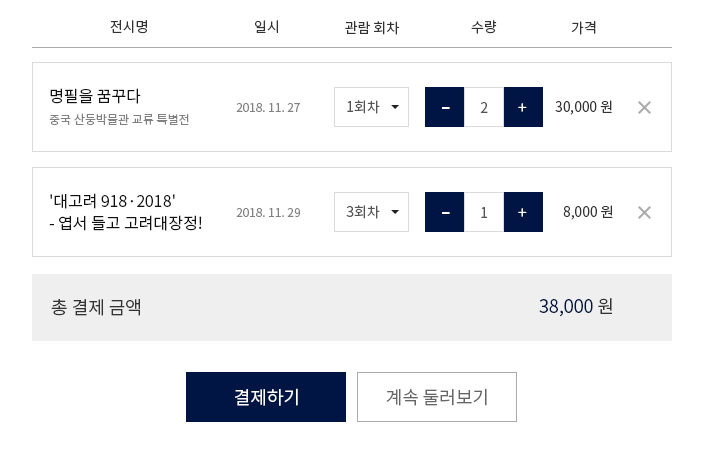 전시명 일시 관람 회차 수량 가격
명필을 꿈꾸다
중국 산둥박물관 교류 특별전
2018. 11. 27 1회차 - 2 + 30,000 원 ×
'대고려 918·2018'
- 엽서 들고 고려대장정!
2018. 11. 29 3회차 - 1 + 8,000 원 ×
총 결제 금액 38,000 원
결제하기 계속 둘러보기